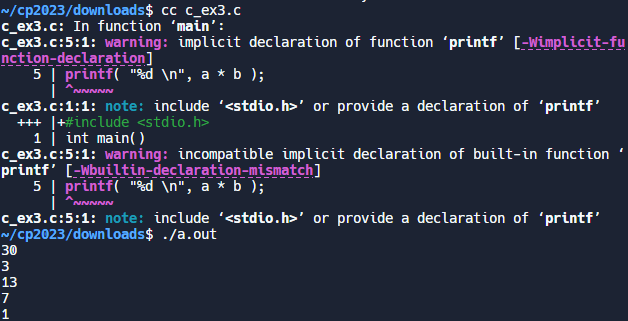 ~/cp2023/downloads$ cc c_ex3.c
c_ex3.c: In function ‘main’:
c_ex3.c:5:1: warning: implicit declaration of function ‘printf’ [-Wimplicit-fu
nction-declaration]
    5 | printf( "%d \n", a * b );
      | ^~~~~~
c_ex3.c:1:1: note: include ‘<stdio.h>’ or provide a declaration of ‘printf’
  +++ |+#include <stdio.h>
    1 | int main()
c_ex3.c:5:1: warning: incompatible implicit declaration of built-in function ‘
printf’ [-Wbuiltin-declaration-mismatch]
    5 | printf( "%d \n", a * b );
      | ^~~~~~
c_ex3.c:5:1: note: include ‘<stdio.h>’ or provide a declaration of ‘printf’
~/cp2023/downloads$ ./a.out
30
3
13
7
1